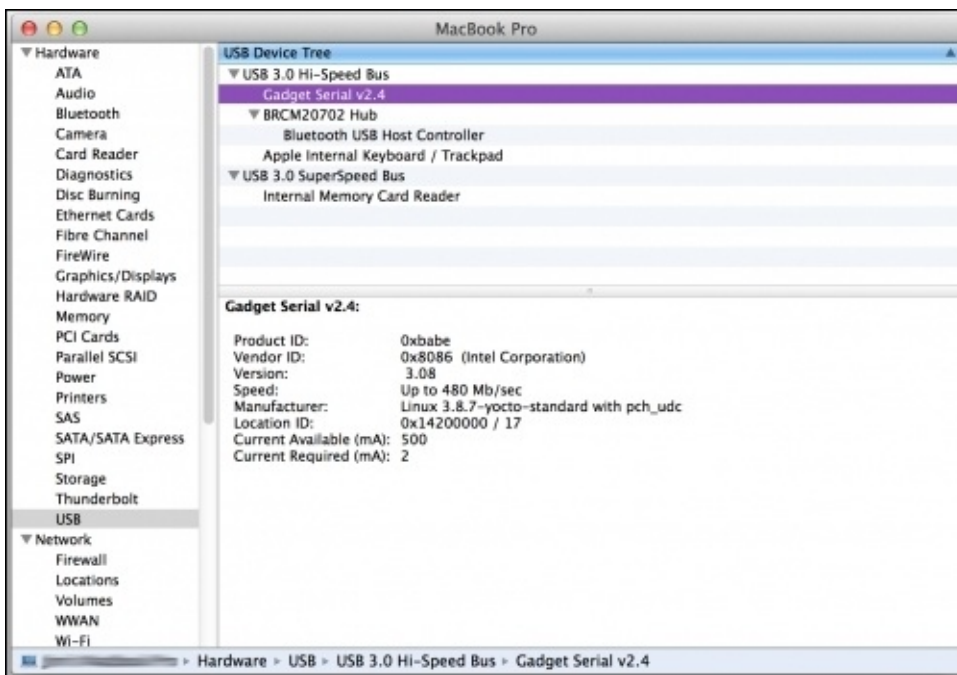 MacBook Pro
Hardware
ATA
Audio
Bluetooth
Camera
Card Reader
Diagnostics
Disc Burning
Ethernet Cards
Fibre Channel
FireWire
Graphics/Displays
Hardware RAID
Memory
PCI Cards
Parallel SCSI
Power
Printers
SAS
SATA/SATA Express
SPI
Storage
Thunderbolt
USB
Network
Firewall
Locations
Volumes
WWAN
Wi-Fi
USB Device Tree
USB 3.0 Hi-Speed Bus
Gadget Serial v2.4
BRCM20702 Hub
Bluetooth USB Host Controller
Apple Internal Keyboard / Trackpad
USB 3.0 SuperSpeed Bus
Internal Memory Card Reader
Gadget Serial v2.4:
Product ID: 0xbabe
Vendor ID: 0x8086 (Intel Corporation)
Version: 3.08
Speed: Up to 480 Mb/sec
Manufacturer: Linux 3.8.7-yocto-standard with pch_udc
Location ID: 0x14200000 / 17
Current Available (mA): 500
Current Required (mA): 2
Hardware ▸ USB ▸ USB 3.0 Hi-Speed Bus ▸ Gadget Serial v2.4